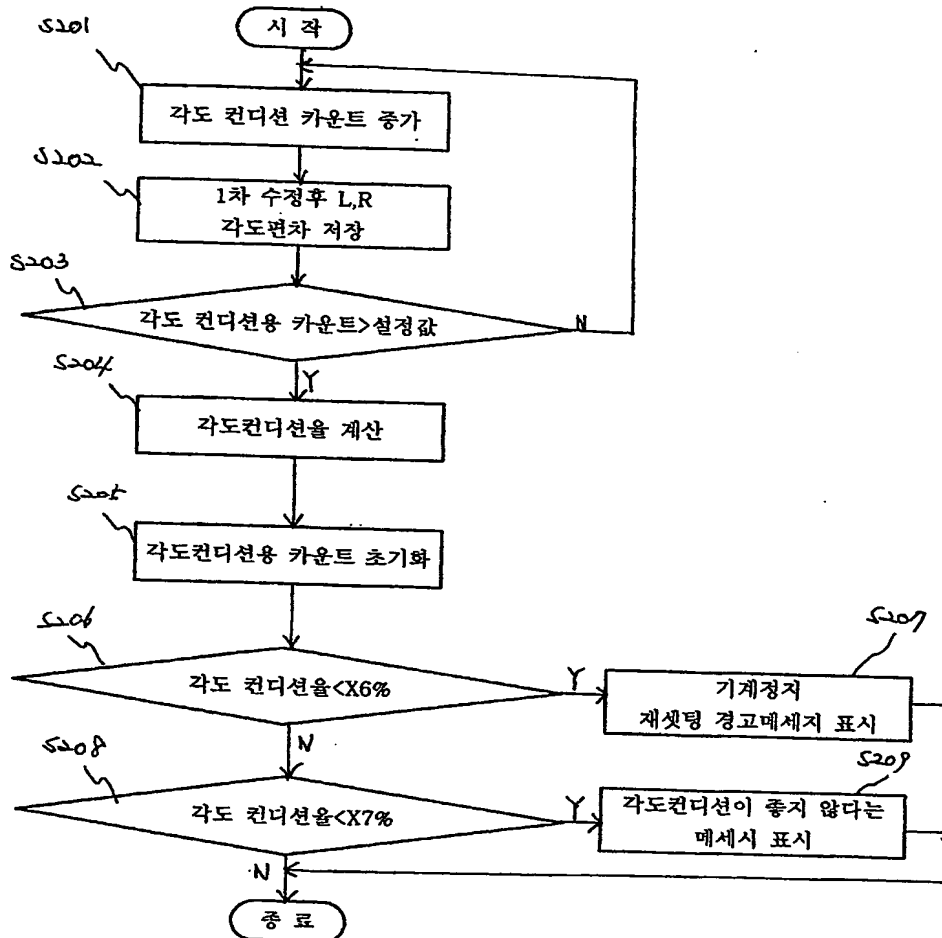 S201
시 작
각도 컨디션 카운트 증가
S202
1차 수정후 L,R
각도편차 저장
S203
각도 컨디션용 카운트>설정값
N
S204
Y
각도컨디션율 계산
S205
각도컨디션용 카운트 초기화
S206
각도 컨디션율<X6%
Y
S207
기계정지
재셋팅 경고메세지 표시
N
S208
각도 컨디션율<X7%
Y
S209
각도컨디션이 좋지 않다는
메세시 표시
N
종 료